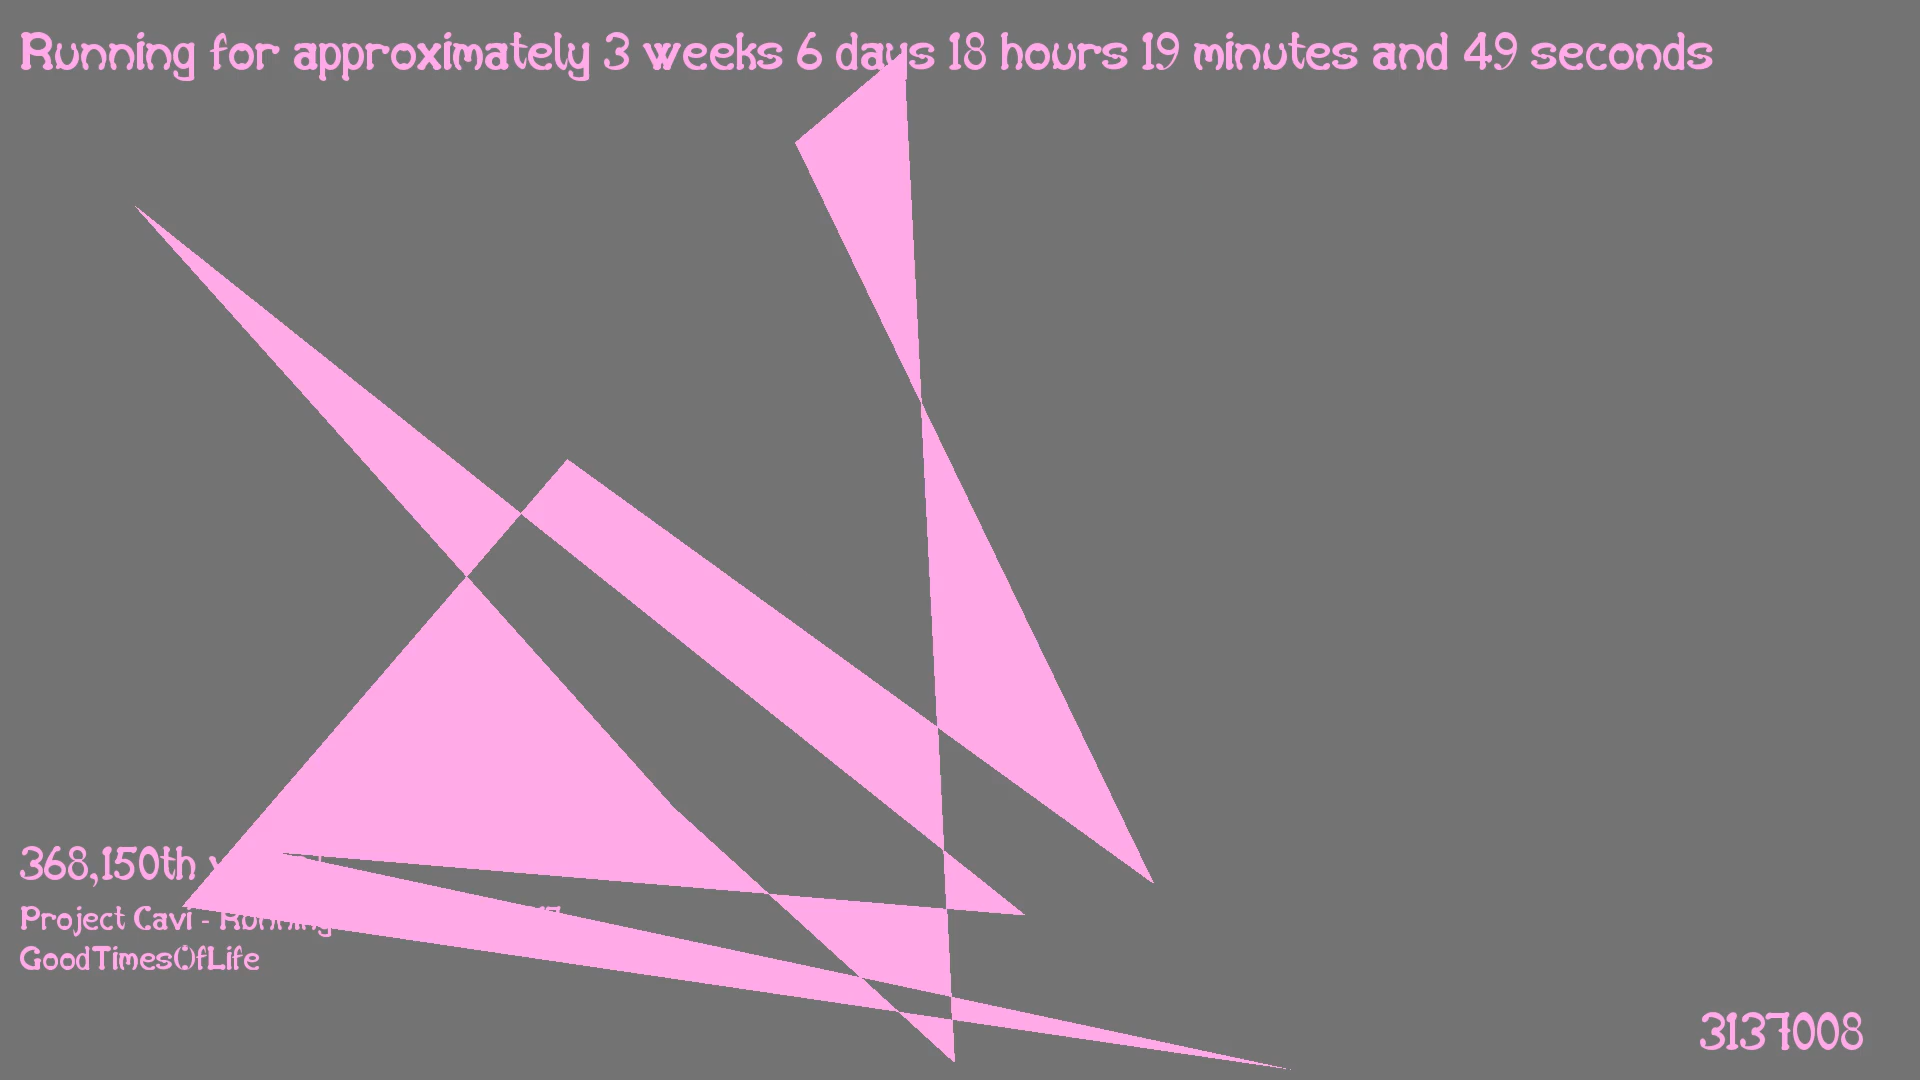 Running for approximately 3 weeks 6 days 18 hours 19 minutes and 49 seconds
368,150th
Project Cavi - Running
GoodTimesOfLife
3137008